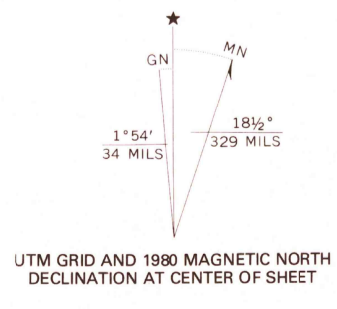 ★
GN
MN
1°54′
34 MILS
18½°
329 MILS
UTM GRID AND 1980 MAGNETIC NORTH
DECLINATION AT CENTER OF SHEET